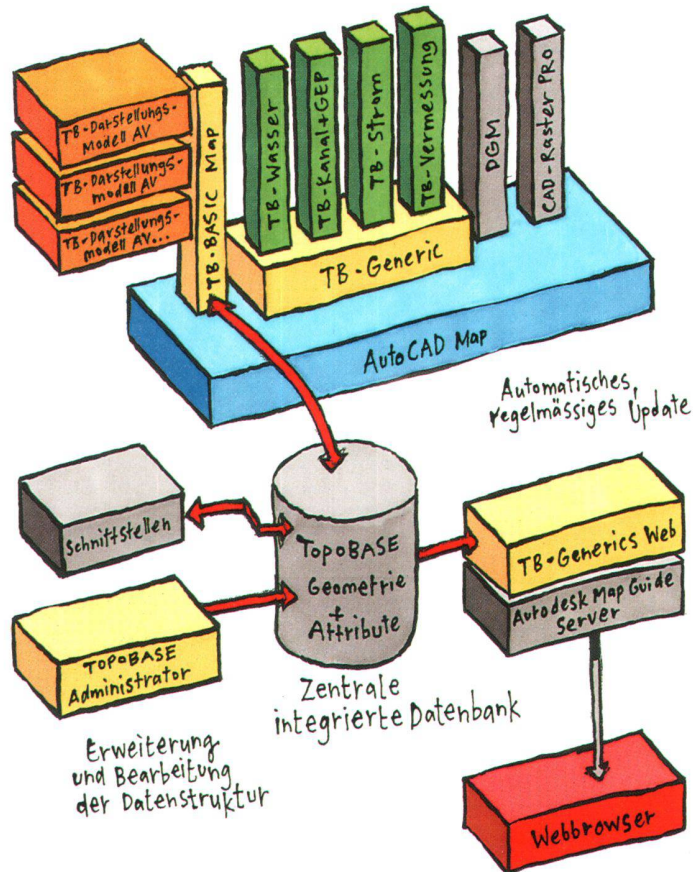 TB-Darstellungs-
Modell AV
TB-Darstellungs-
modell AV
TB-Darstellungs-
modell AV...
TB-BASIC Map
TB-Wasser
TB-Kanal+GEP
TB-Strom
TB-Vermessung
DGM
CAD-Raster PRO
TB-Generic
AutoCAD Map
Automatisches,
regelmässiges Update
Schnittstellen
TOPOBASE
Administrator
TOPOBASE
Geometrie
+
Attribute
TB-Generics Web
Autodesk Map Guide
Server
Zentrale
integrierte Datenbank
Erweiterung
und Bearbeitung
der Datenstruktur
Webbrowser